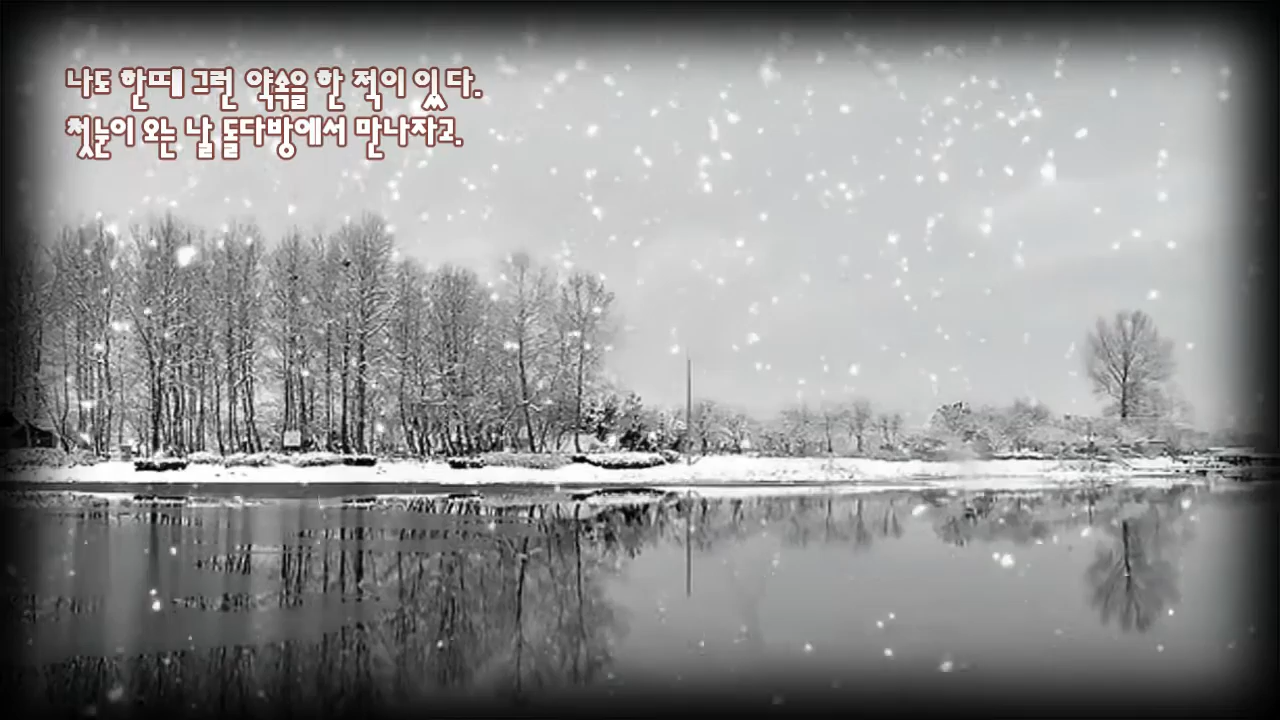 나도 한때 그런 약속을 한 적이 있다.
첫눈이 오는 날 돌다방에서 만나자고.